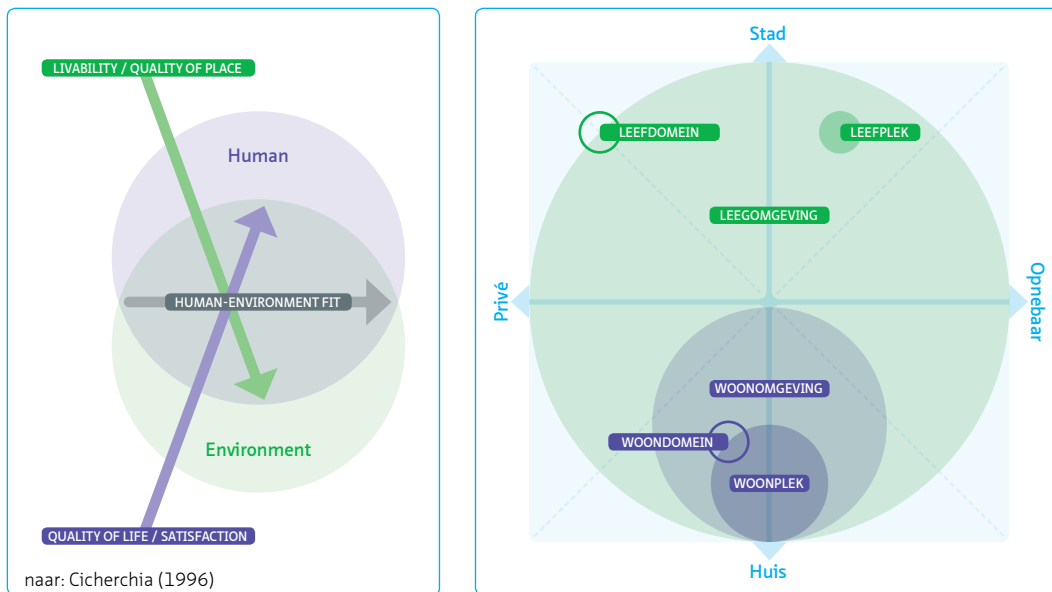 LIVABILITY / QUALITY OF PLACE
Human
HUMAN-ENVIRONMENT FIT
Environment
QUALITY OF LIFE / SATISFACTION
naar: Cicherchia (1996)
Stad
LEEFDOMEIN
LEEFPLEK
LEEGOMGEVING
Privé
Opnebaar
WOONOMGEVING
WOONDOMEIN
WOONPLEK
Huis